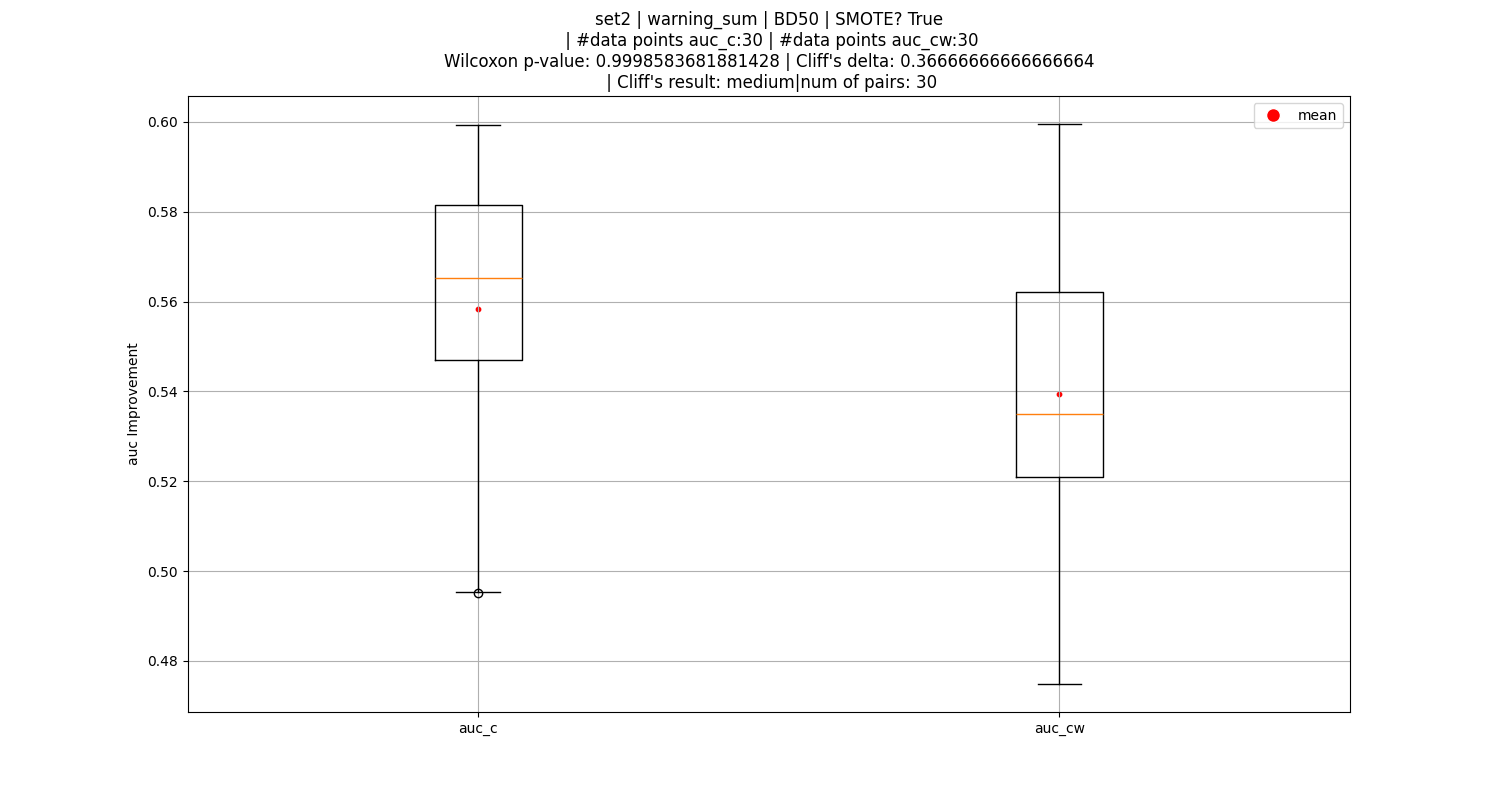 set2 | warning_sum | BD50 | SMOTE? True
| #data points auc_c:30 | #data points auc_cw:30
Wilcoxon p-value: 0.9998583681881428 | Cliff's delta: 0.36666666666666664
| Cliff's result: medium|num of pairs: 30
mean
0.60
0.58
0.56
0.54
0.52
0.50
0.48
auc Improvement
auc_c
auc_cw